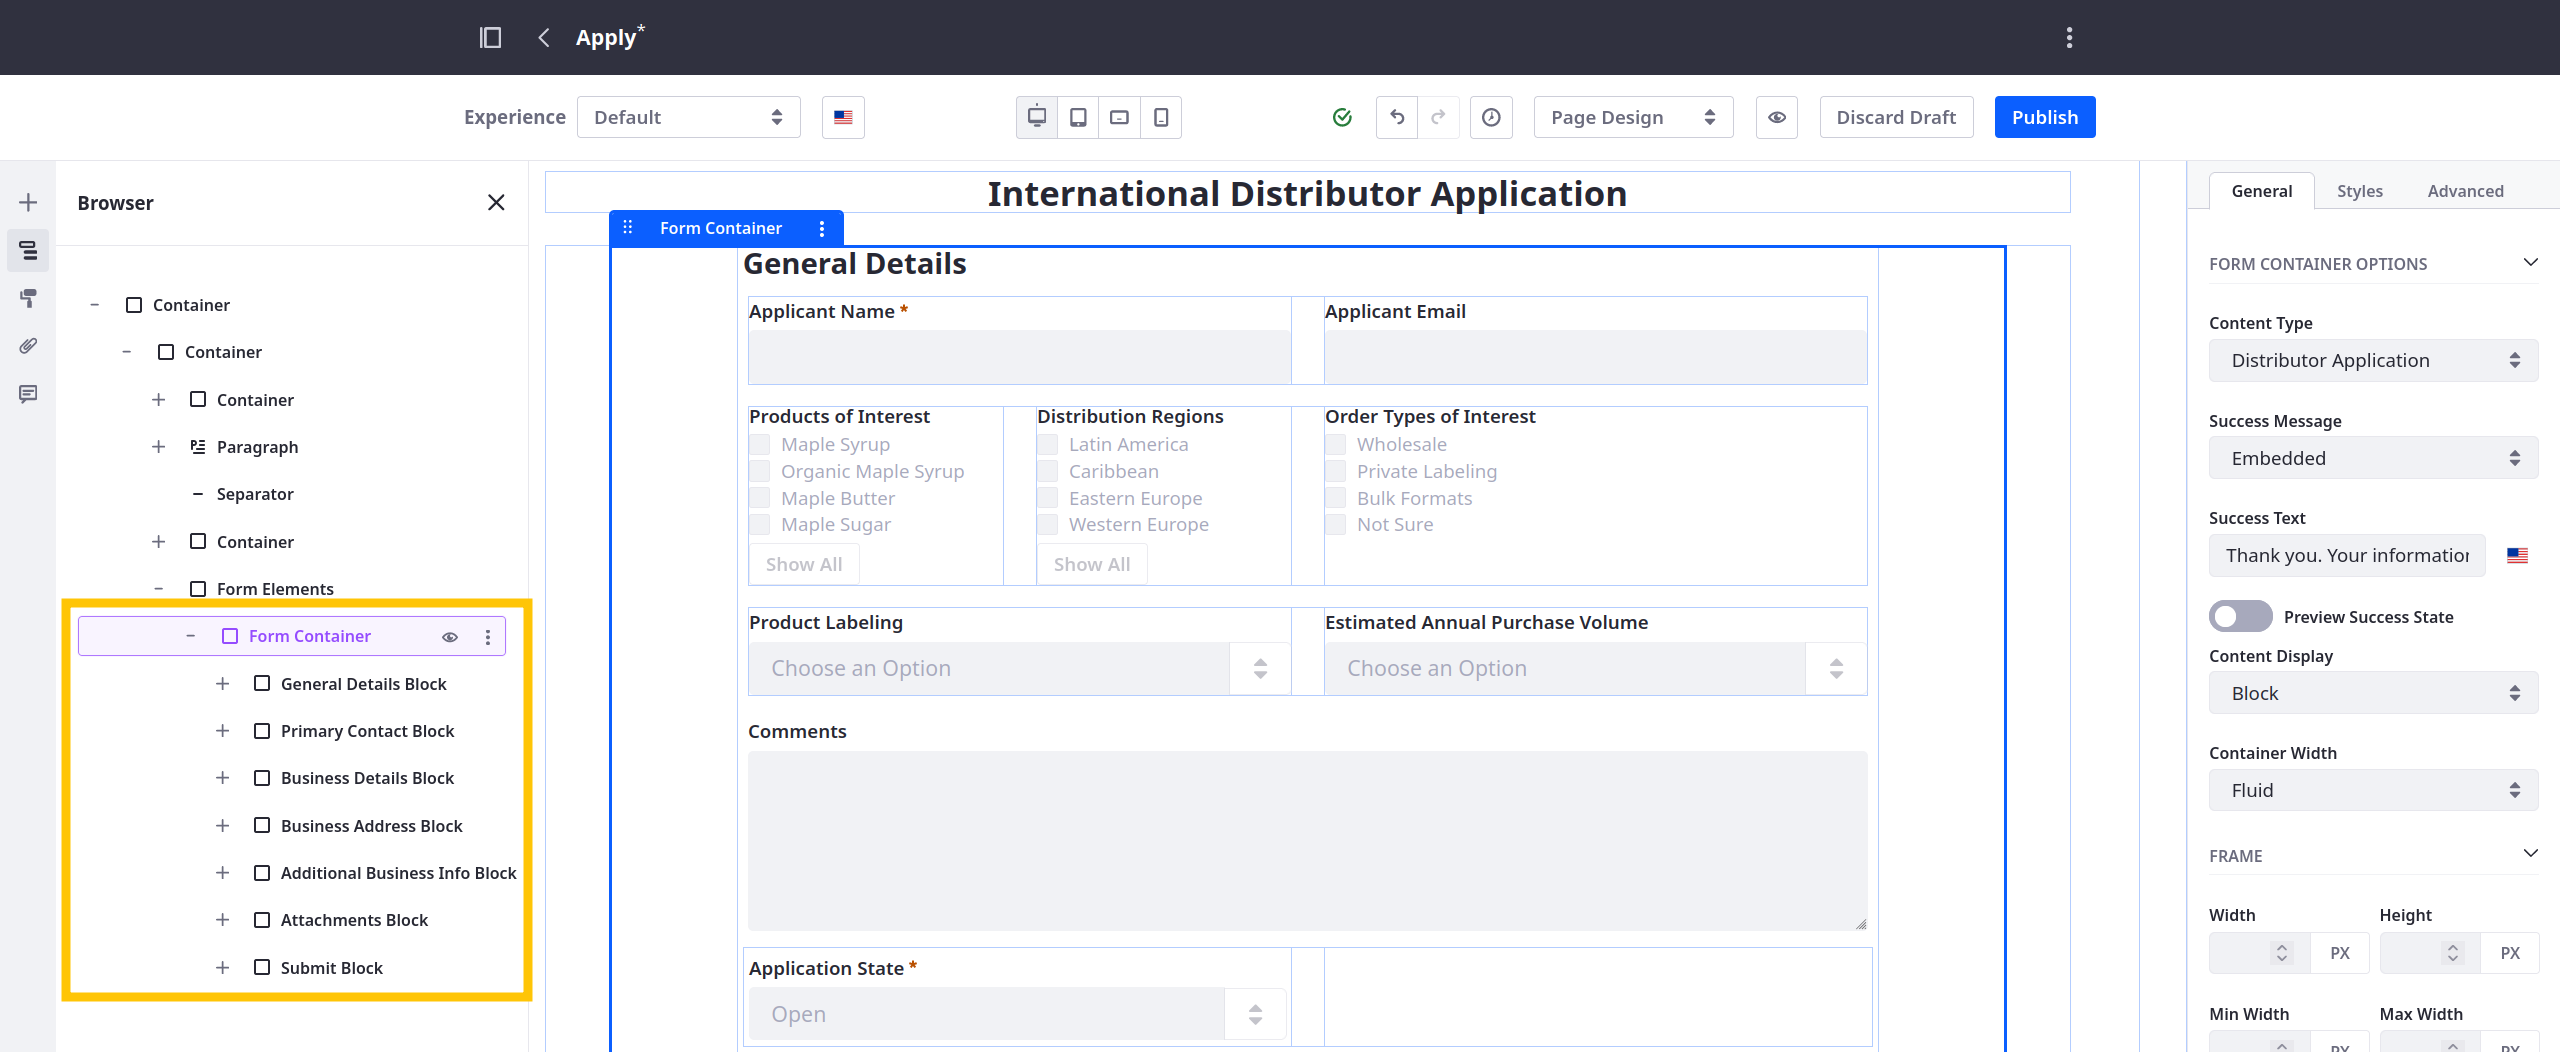 Apply*
Experience
Default
Page Design
Discard Draft
Publish
Browser
Container
Container
Container
Paragraph
Separator
Container
Form Elements
Form Container
General Details Block
Primary Contact Block
Business Details Block
Business Address Block
Additional Business Info Block
Attachments Block
Submit Block
International Distributor Application
Form Container
General Details
Applicant Name *
Applicant Email
Products of Interest
Maple Syrup
Organic Maple Syrup
Maple Butter
Maple Sugar
Show All
Distribution Regions
Latin America
Caribbean
Eastern Europe
Western Europe
Show All
Order Types of Interest
Wholesale
Private Labeling
Bulk Formats
Not Sure
Product Labeling
Choose an Option
Estimated Annual Purchase Volume
Choose an Option
Comments
Application State *
Open
General
Styles
Advanced
FORM CONTAINER OPTIONS
Content Type
Distributor Application
Success Message
Embedded
Success Text
Thank you. Your information
Preview Success State
Content Display
Block
Container Width
Fluid
FRAME
Width
Height
PX
PX
Min Width
Max Width
PX
PX